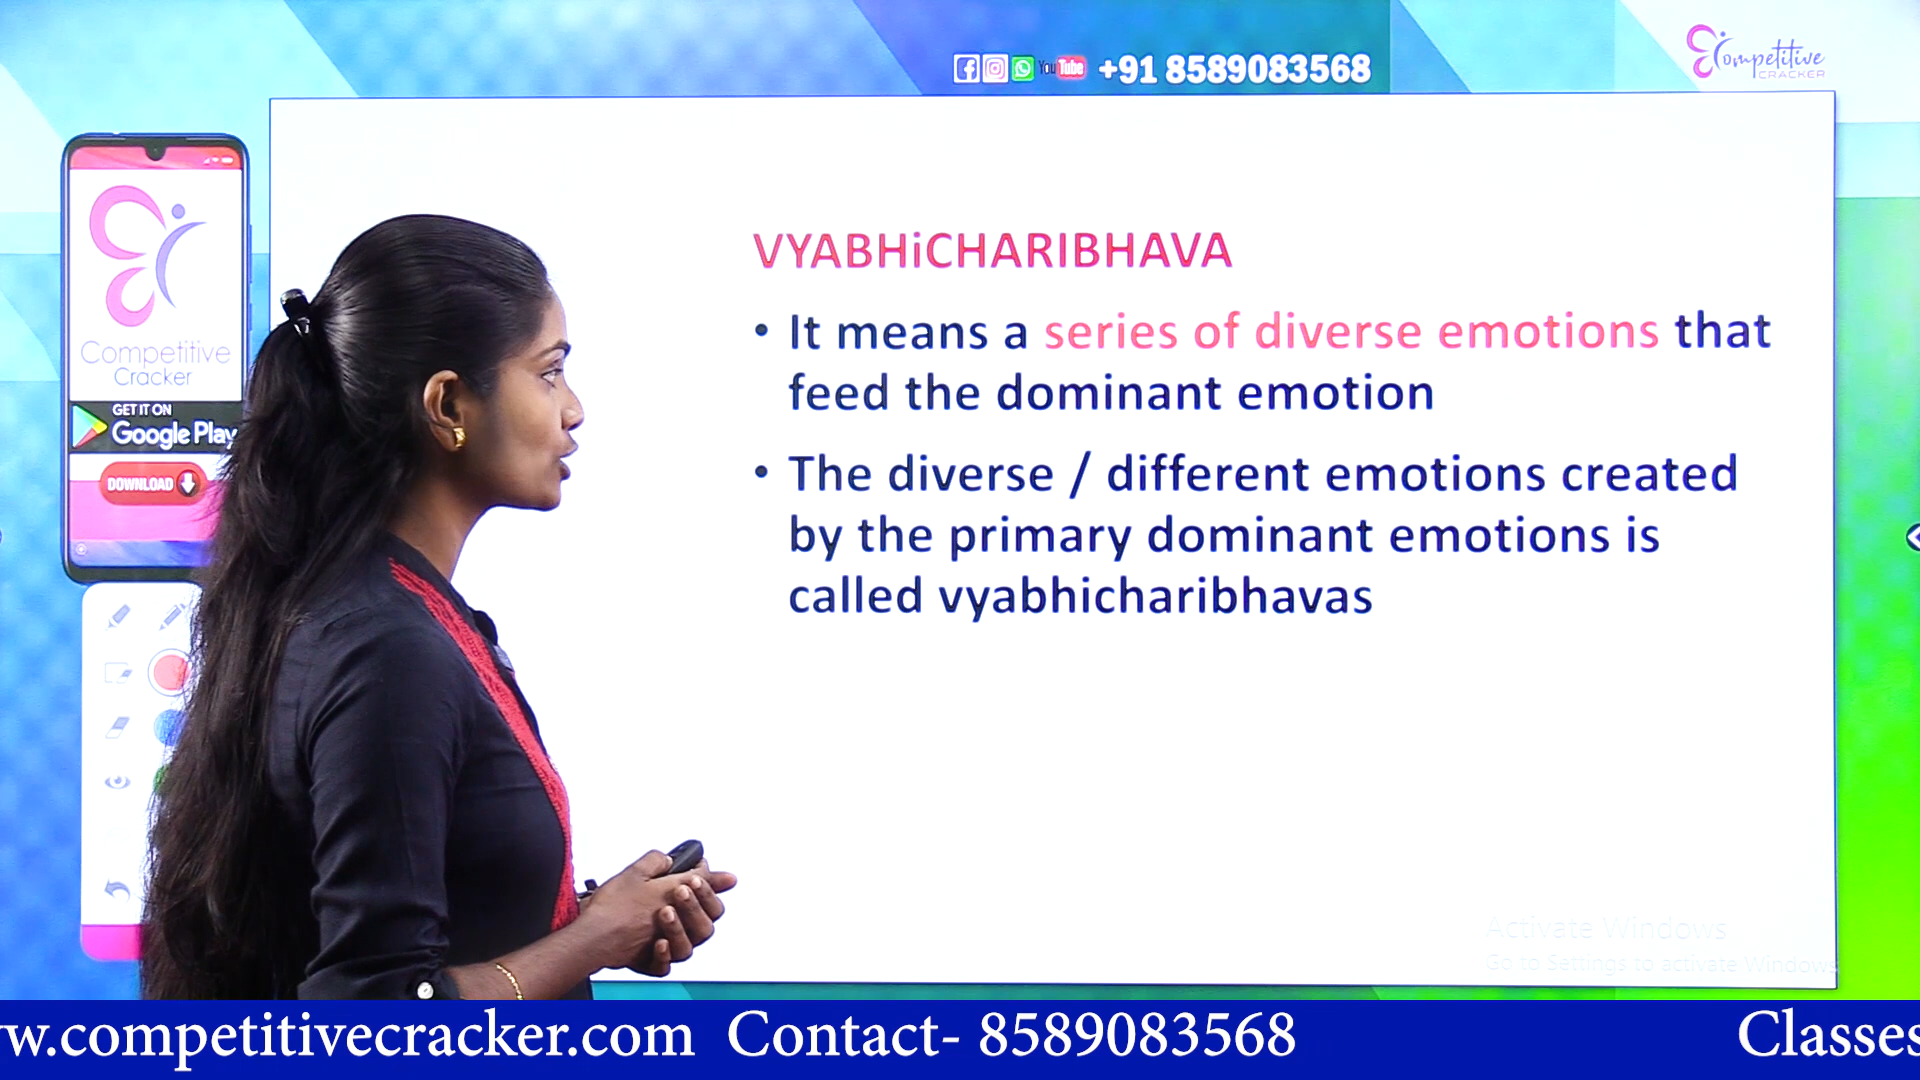 YouTube +91 8589083568
Competitive
CRACKER
Competitive
Cracker
GET IT ON
Google Play
DOWNLOAD
VYABHiCHARIBHAVA
• It means a series of diverse emotions that
feed the dominant emotion
• The diverse / different emotions created
by the primary dominant emotions is
called vyabhicharibhavas
Activate Windows
Go to Settings to activate Windows
w.competitivecracker.com Contact- 8589083568 Classes